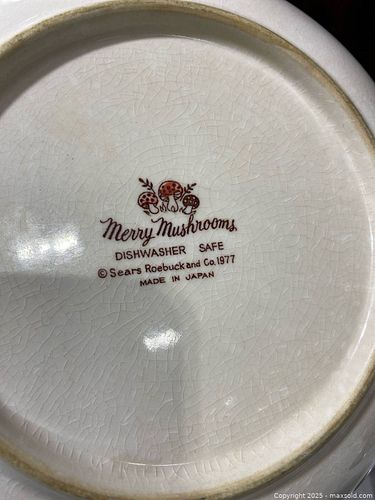 Merry Mushrooms
DISHWASHER SAFE
© Sears Roebuck and Co. 1977
MADE IN JAPAN
Copyright © 2025 - maxsold.com